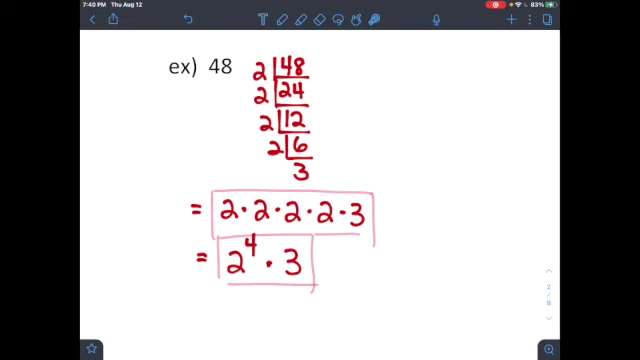 7:40 PM Thu Aug 12
83%
ex) 48
2 48
2 24
2 12
2 6
3
= 2 · 2 · 2 · 2 · 3
= 2⁴ · 3
2
8